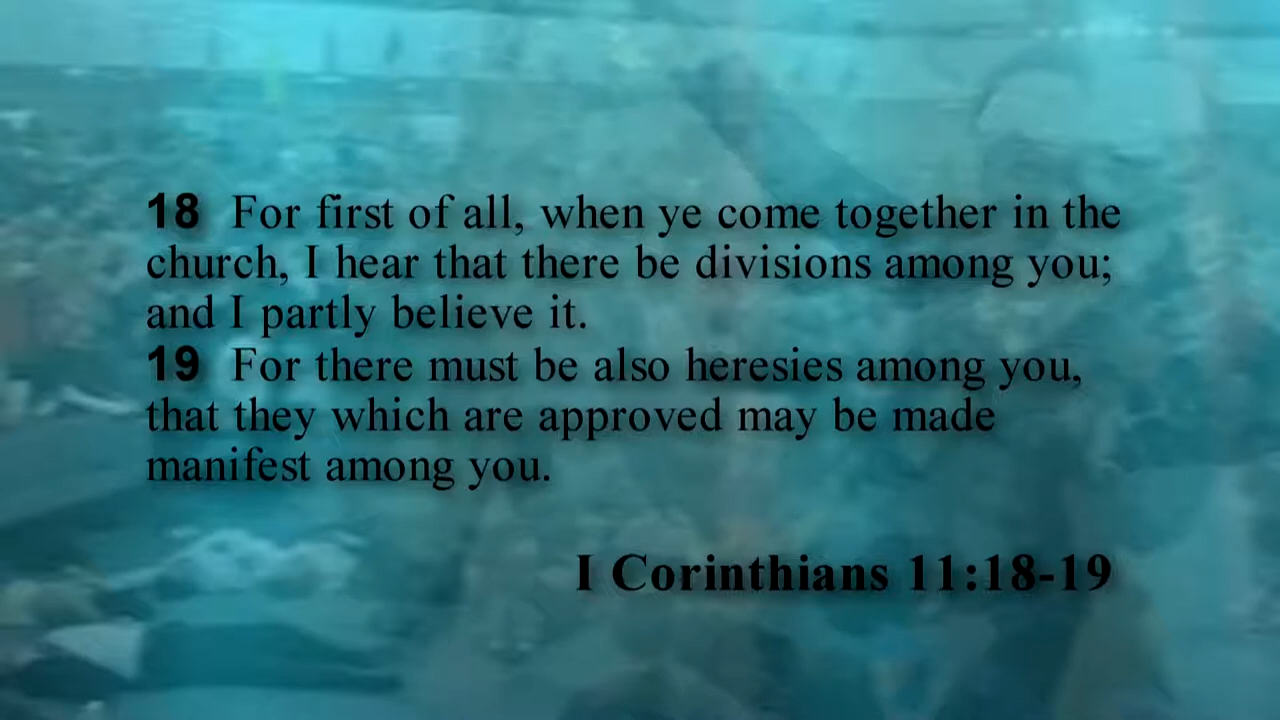 18 For first of all, when ye come together in the
church, I hear that there be divisions among you;
and I partly believe it.
19 For there must be also heresies among you,
that they which are approved may be made
manifest among you.
I Corinthians 11:18-19